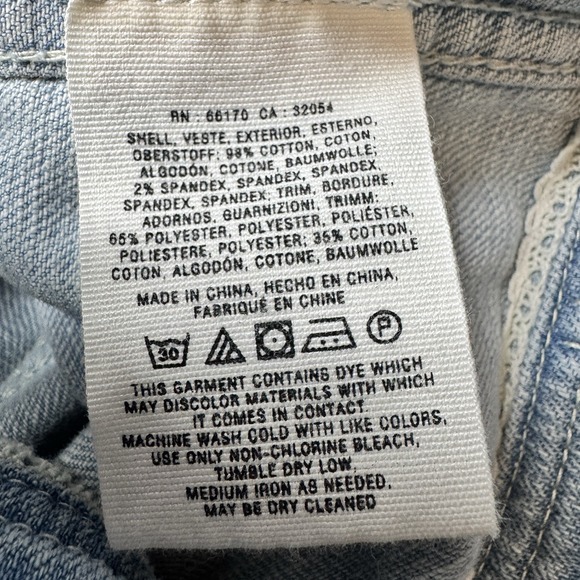 RN : 66170 CA : 32054
SHELL, VESTE, EXTERIOR, ESTERNO,
OBERSTOFF: 98% COTTON, COTON,
ALGODÓN, COTONE, BAUMWOLLE;
2% SPANDEX, SPANDEX, SPANDEX,
SPANDEX, SPANDEX, TRIM, BORDURE,
ADORNOS, GUARNIZIONI, TRIMM:
65% POLYESTER, POLYESTER, POLIÉSTER,
POLIESTERE, POLYESTER; 35% COTTON,
COTON, ALGODÓN, COTONE, BAUMWOLLE
MADE IN CHINA, HECHO EN CHINA,
FABRIQUÉ EN CHINE
30 P
THIS GARMENT CONTAINS DYE WHICH
MAY DISCOLOR MATERIALS WITH WHICH
IT COMES IN CONTACT.
MACHINE WASH COLD WITH LIKE COLORS,
USE ONLY NON-CHLORINE BLEACH,
TUMBLE DRY LOW,
MEDIUM IRON AS NEEDED,
MAY BE DRY CLEANED